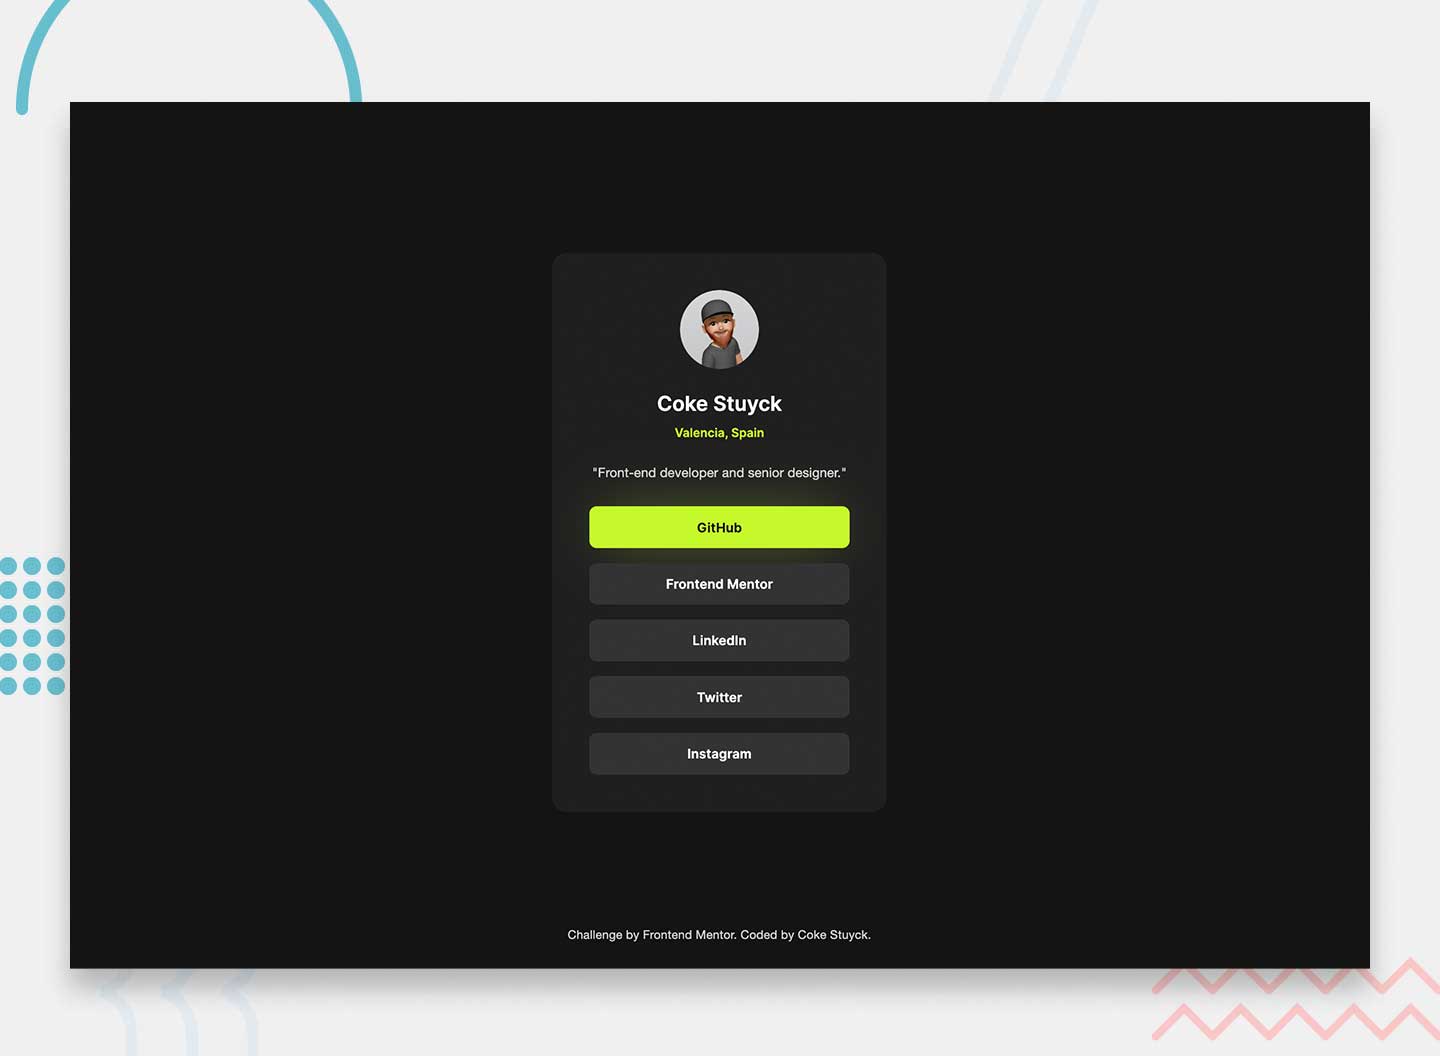 Coke Stuyck
Valencia, Spain
"Front-end developer and senior designer."
GitHub
Frontend Mentor
LinkedIn
Twitter
Instagram
Challenge by Frontend Mentor. Coded by Coke Stuyck.